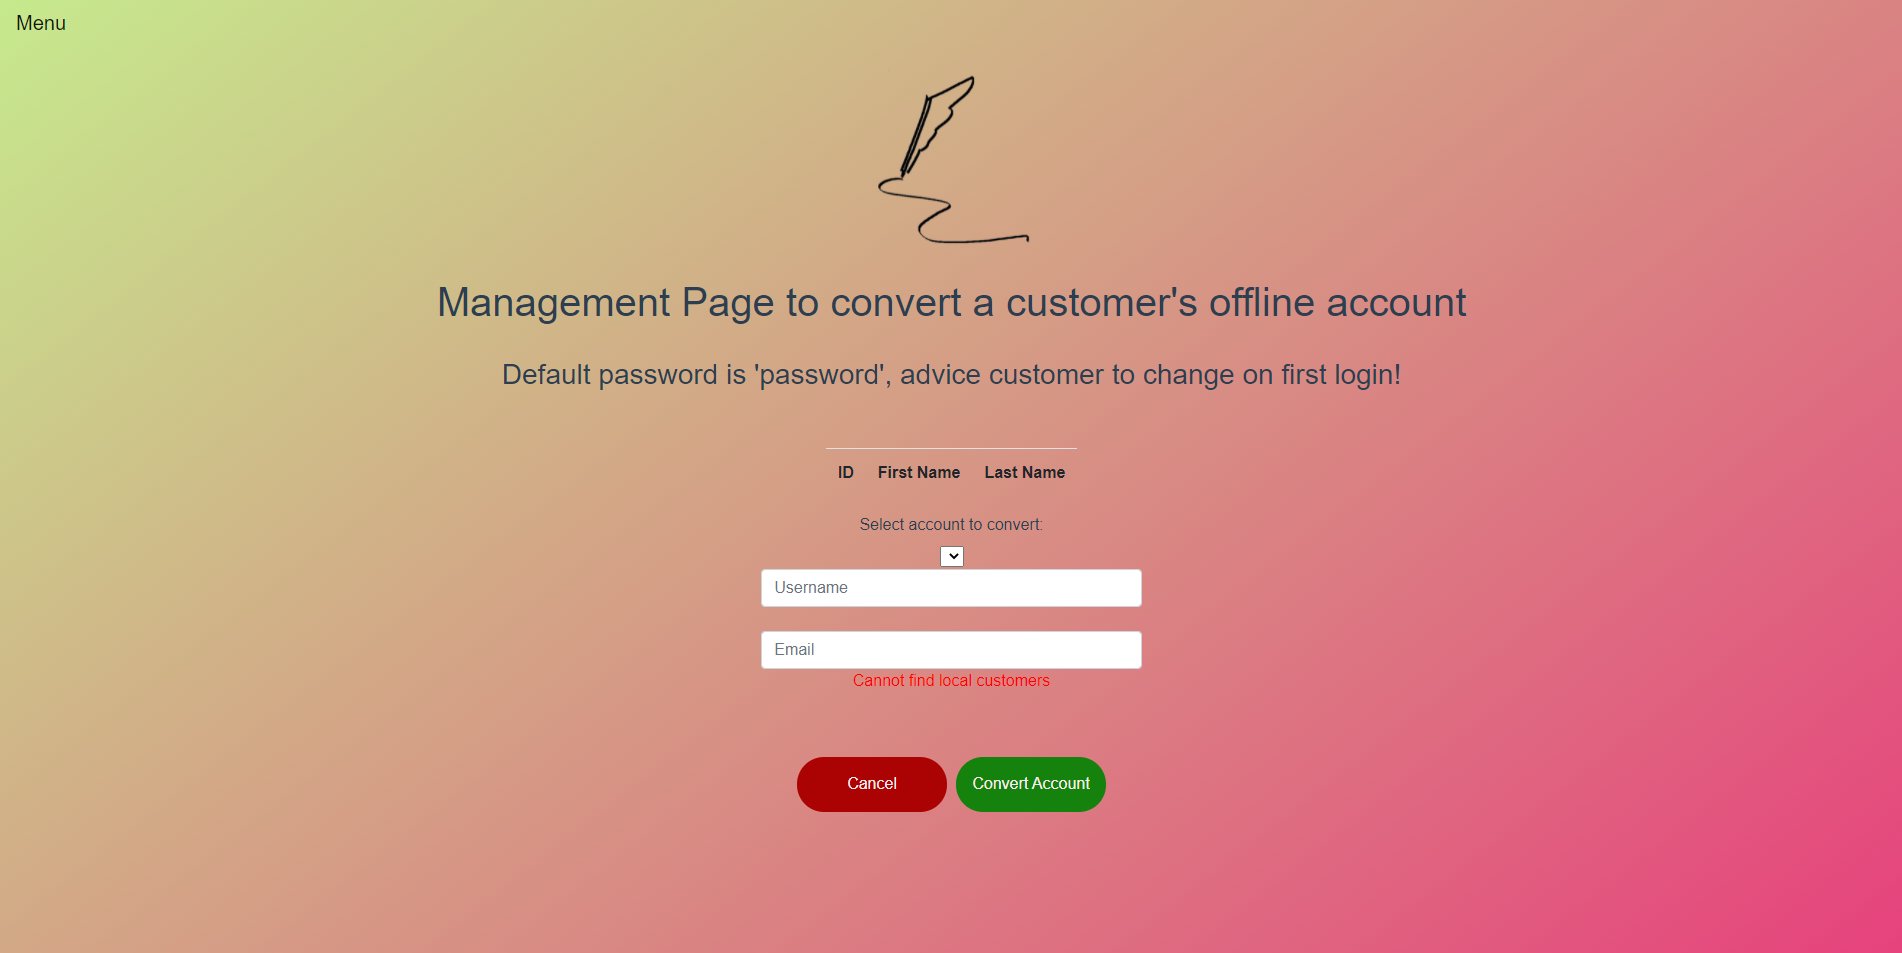 Menu
Management Page to convert a customer's offline account
Default password is 'password', advice customer to change on first login!
ID First Name Last Name
Select account to convert:
Username
Email
Cannot find local customers
Cancel Convert Account